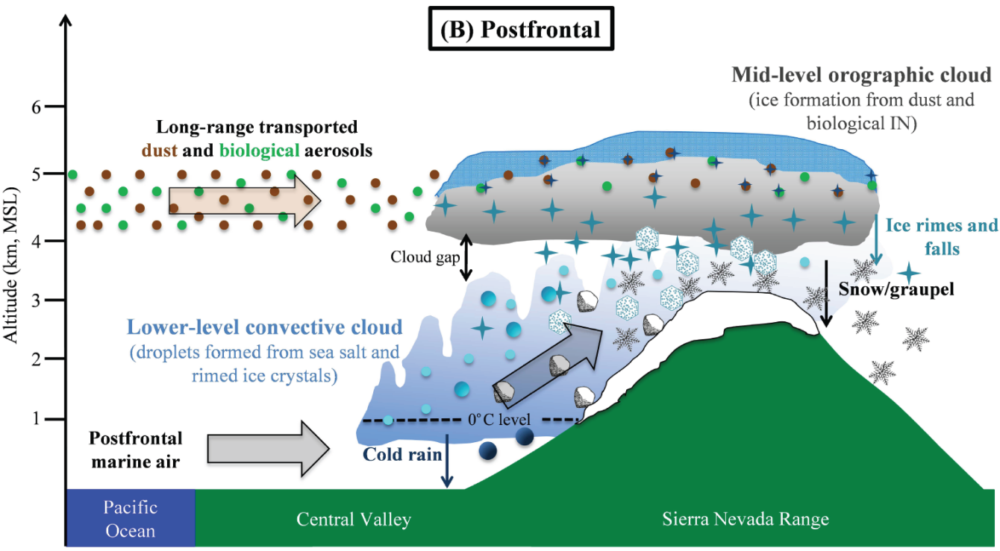 (B) Postfrontal
Mid-level orographic cloud
(ice formation from dust and
biological IN)
Long-range transported
dust and biological aerosols
Altitude (km, MSL)
6
5
4
3
2
1
Cloud gap
Ice rimes and
falls
Snow/graupel
Lower-level convective cloud
(droplets formed from sea salt and
rimed ice crystals)
0°C level
Postfrontal
marine air
Cold rain
Pacific
Ocean
Central Valley
Sierra Nevada Range